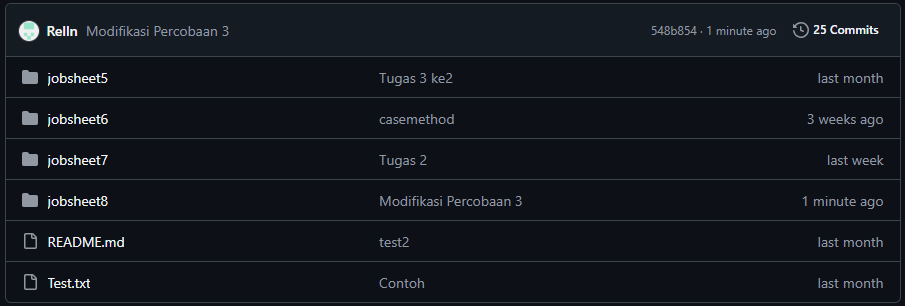 Relln Modifikasi Percobaan 3 548b854 · 1 minute ago 25 Commits
jobsheet5 Tugas 3 ke2 last month
jobsheet6 casemethod 3 weeks ago
jobsheet7 Tugas 2 last week
jobsheet8 Modifikasi Percobaan 3 1 minute ago
README.md test2 last month
Test.txt Contoh last month